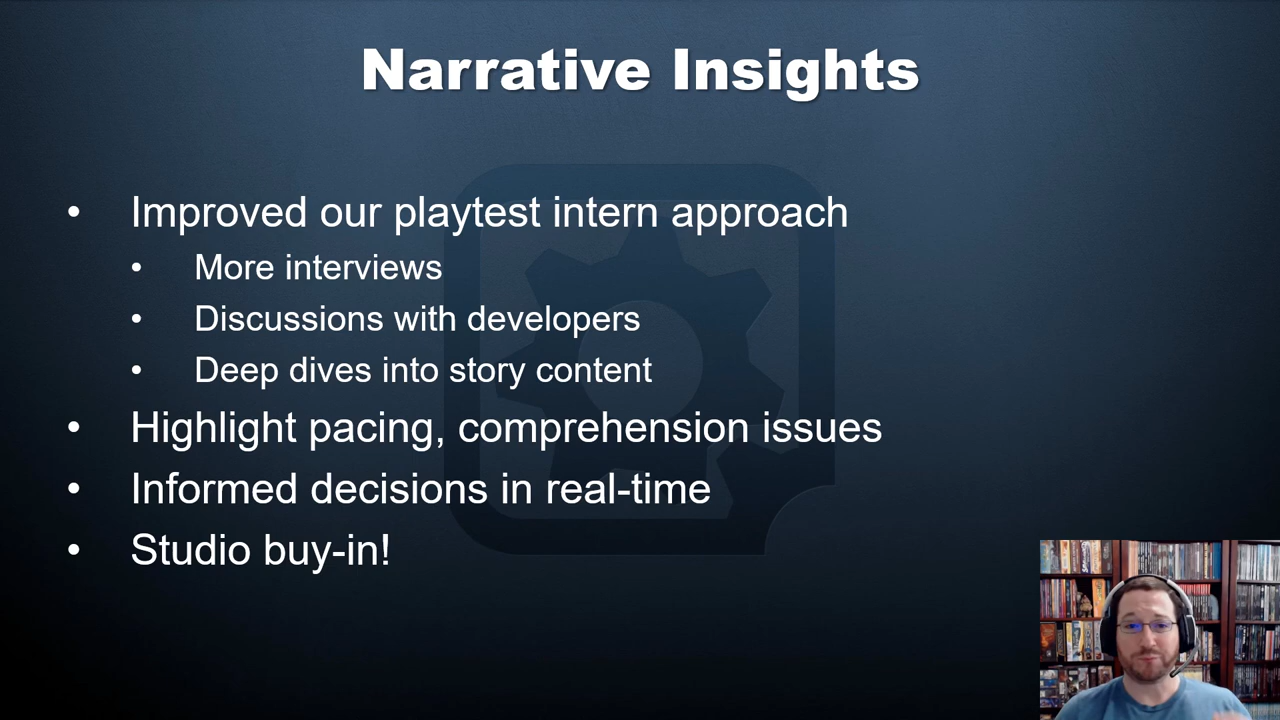 Narrative Insights
• Improved our playtest intern approach
• More interviews
• Discussions with developers
• Deep dives into story content
• Highlight pacing, comprehension issues
• Informed decisions in real-time
• Studio buy-in!